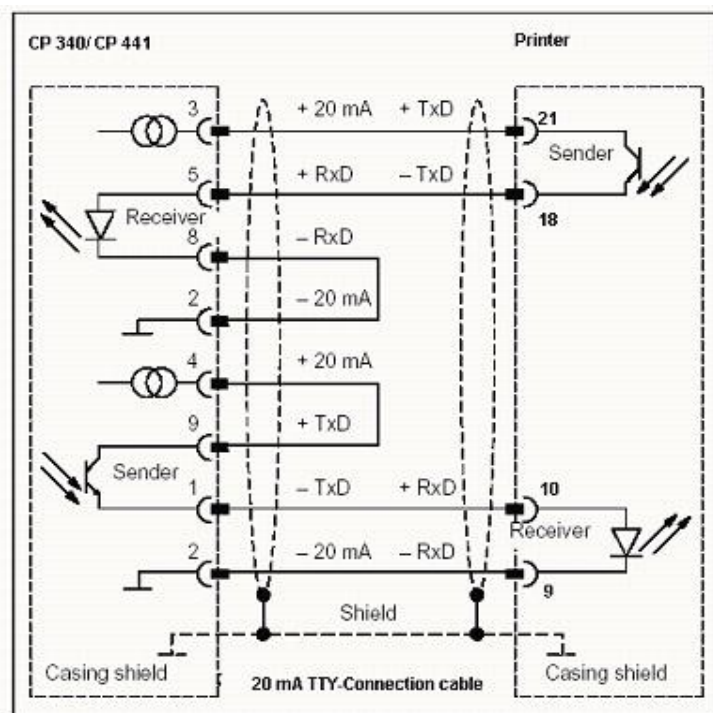 CP 340/ CP 441 Printer
3 + 20 mA + TxD 21
Sender
5 + RxD – TxD
18
Receiver
8 – RxD
2 – 20 mA
4 + 20 mA
9 + TxD
Sender
1 – TxD + RxD 10
Receiver
2 – 20 mA – RxD
9
Shield
Casing shield Casing shield
20 mA TTY-Connection cable